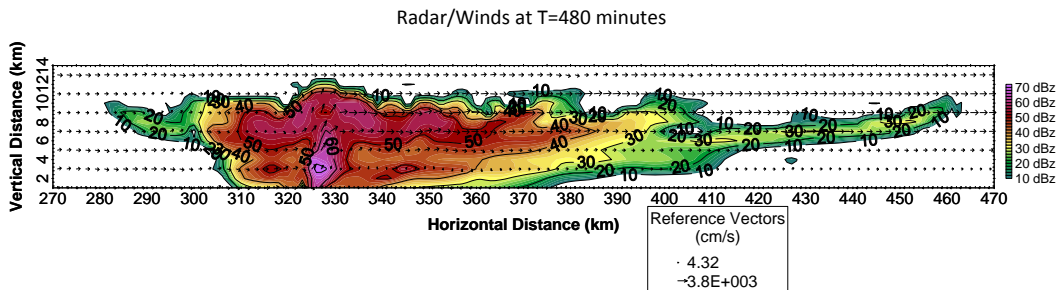 Radar/Winds at T=480 minutes
Vertical Distance (km)
14
12
10
8
6
4
2
270 280 290 300 310 320 330 340 350 360 370 380 390 400 410 420 430 440 450 460 470
Horizontal Distance (km)
70 dBz
60 dBz
50 dBz
40 dBz
30 dBz
20 dBz
10 dBz
Reference Vectors
(cm/s)
4.32
3.8E+003